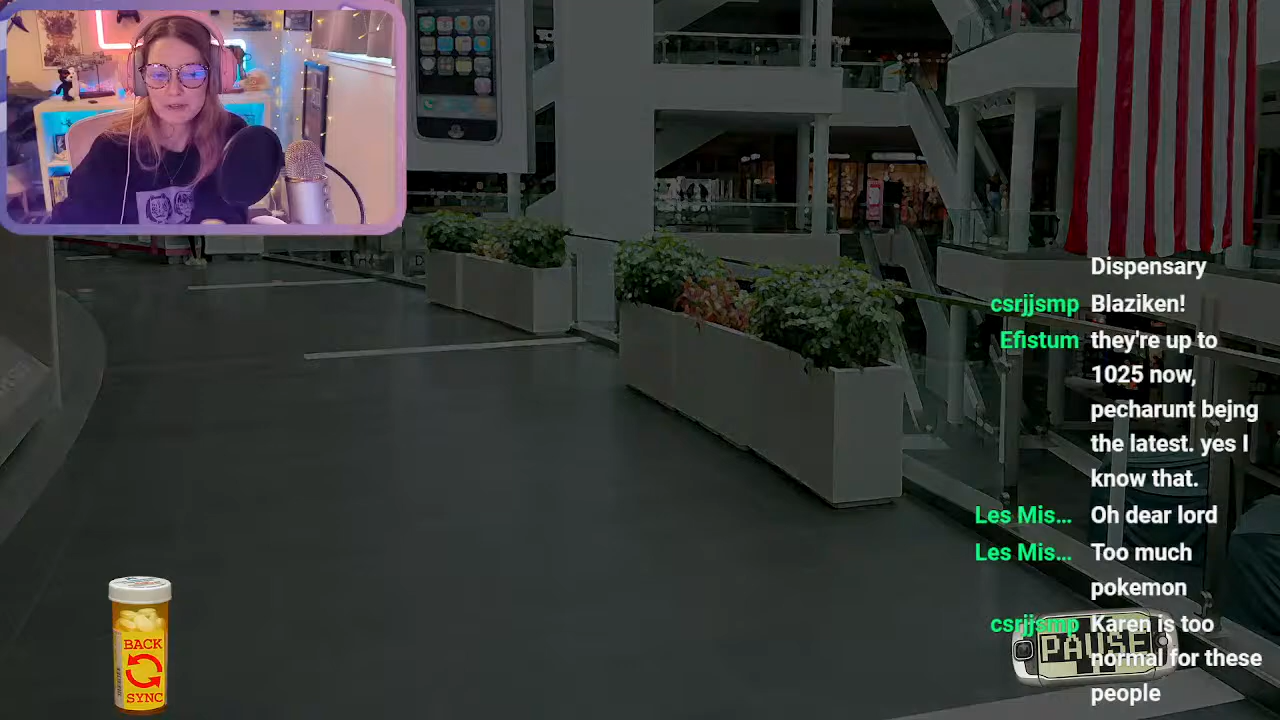 Dispensary
csrjjsmp Blaziken!
Efistum they're up to
1025 now,
pecharunt bejng
the latest. yes I
know that.
Les Mis... Oh dear lord
Les Mis... Too much
pokemon
csrjjsmp Karen is too
normal for these
people
PAUSE
BACK
SYNC